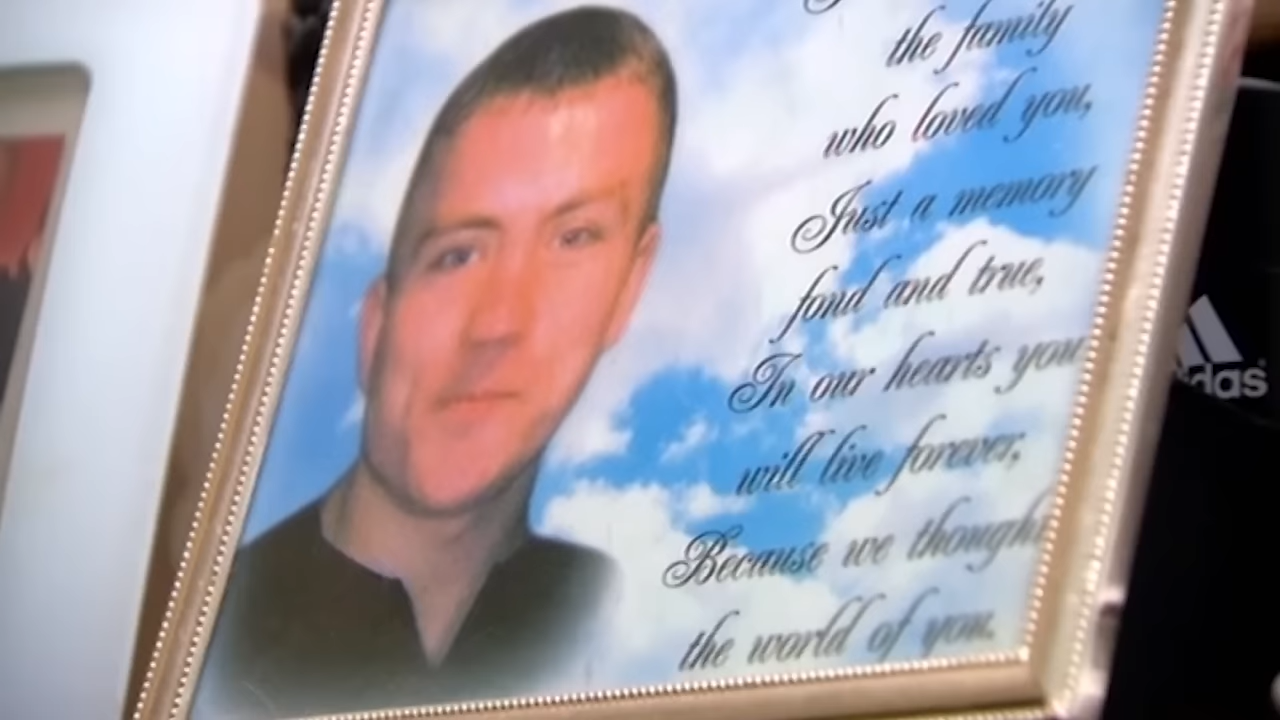 the family
who loved you,
Just a memory
fond and true,
In our hearts you
will live forever,
Because we thought
the world of you.
adidas